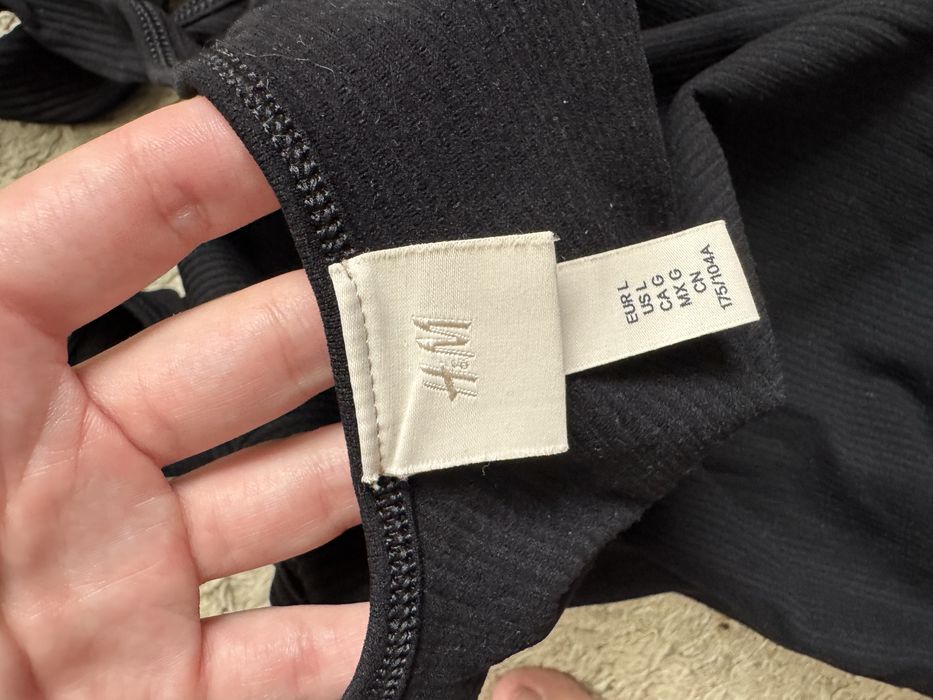 H&M
EUR L
US L
CA G
MX G
CN
175/104A